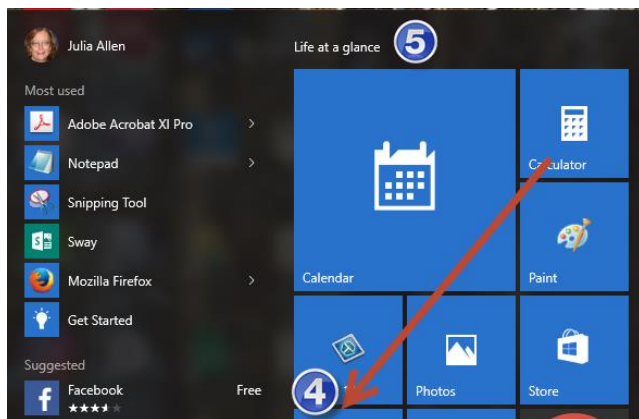 Julia Allen
Life at a glance
5
Most used
Adobe Acrobat XI Pro
Notepad
Snipping Tool
Sway
Mozilla Firefox
Get Started
Calculator
Calendar
Paint
Suggested
Facebook
Free
4
Photos
Store